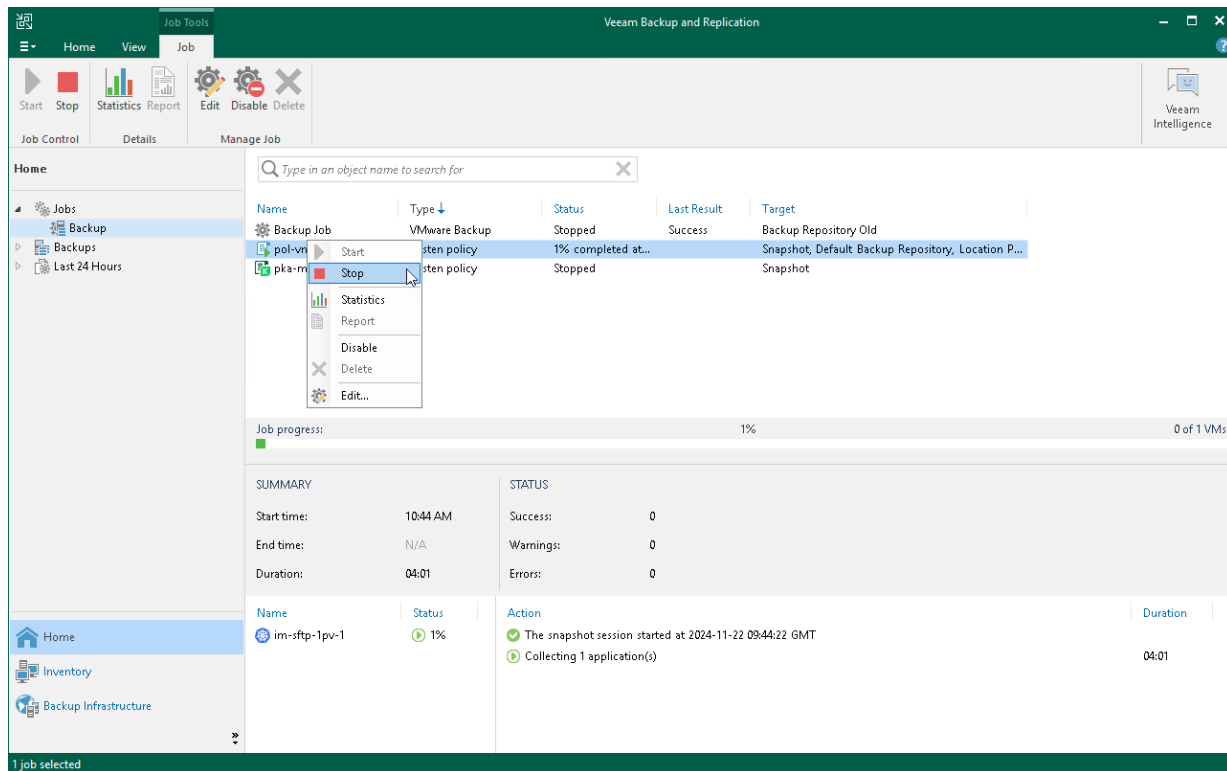 Job Tools
Veeam Backup and Replication
Home View Job
Start Stop Statistics Report Edit Disable Delete
Veeam Intelligence
Job Control Details Manage Job
Home
Type in an object name to search for
Jobs
Backup
Backups
Last 24 Hours
Name Type Status Last Result Target
Backup Job VMware Backup Stopped Success Backup Repository Old
sten policy 1% completed at... Snapshot, Default Backup Repository, Location P...
pka-m sten policy Stopped Snapshot
Start
Stop
Statistics
Report
Disable
Delete
Edit...
Job progress: 1% 0 of 1 VMs
SUMMARY STATUS
Start time: 10:44 AM Success: 0
End time: N/A Warnings: 0
Duration: 04:01 Errors: 0
Name Status Action Duration
im-sftp-1pv-1 1% The snapshot session started at 2024-11-22 09:44:22 GMT
Collecting 1 application(s) 04:01
Home
Inventory
Backup Infrastructure
1 job selected